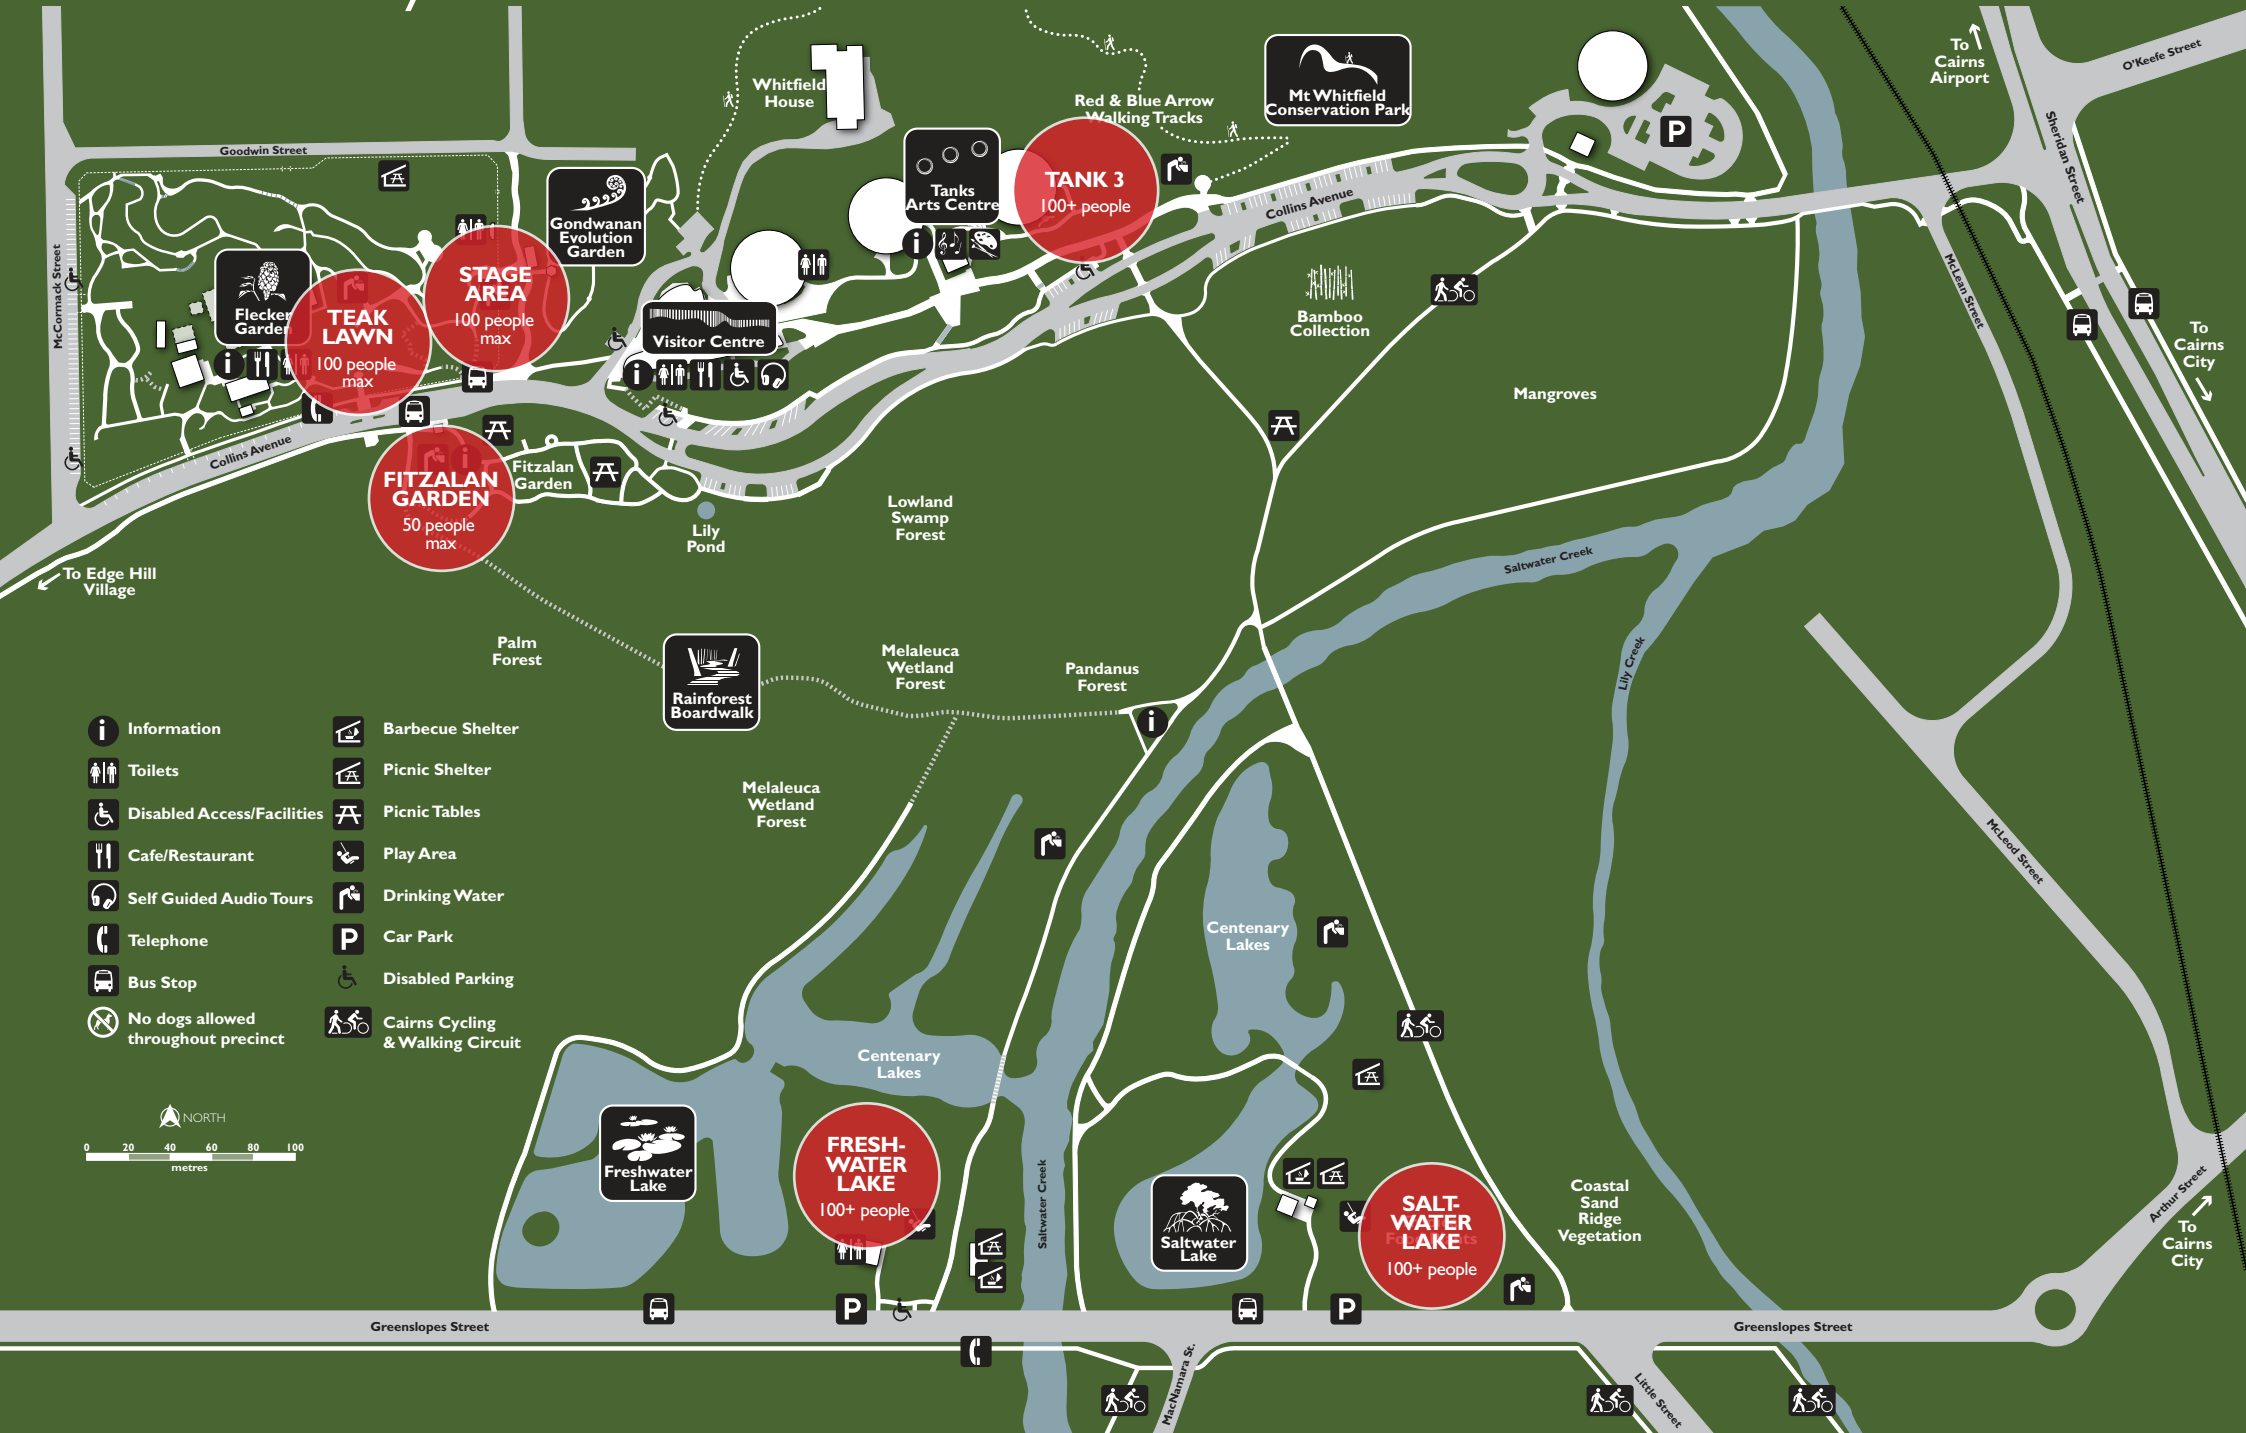 To
Cairns
Airport
O'Keefe Street
Sheridan Street
Whitfield
House
Red & Blue Arrow
Walking Tracks
Mt Whitfield
Conservation Park
P
Goodwin Street
McCormack Street
Tanks
Arts Centre
TANK 3
100+ people
Collins Avenue
Gondwanan
Evolution
Garden
STAGE
AREA
100 people
max
Flecker
Garden
TEAK
LAWN
100 people
max
Visitor Centre
Bamboo
Collection
McLean Street
To
Cairns
City
Mangroves
Collins Avenue
FITZALAN
GARDEN
50 people
max
Fitzalan
Garden
Lily
Pond
Lowland
Swamp
Forest
Saltwater Creek
To Edge Hill
Village
Palm
Forest
Rainforest
Boardwalk
Melaleuca
Wetland
Forest
Pandanus
Forest
Lily Creek
Melaleuca
Wetland
Forest
McLeod Street
Information
Toilets
Disabled Access/Facilities
Cafe/Restaurant
Self Guided Audio Tours
Telephone
Bus Stop
No dogs allowed
throughout precinct
Barbecue Shelter
Picnic Shelter
Picnic Tables
Play Area
Drinking Water
P
Car Park
Disabled Parking
Cairns Cycling
& Walking Circuit
NORTH
0 20 40 60 80 100
metres
Centenary
Lakes
Centenary
Lakes
Freshwater
Lake
FRESH-
WATER
LAKE
100+ people
Saltwater Creek
Saltwater
Lake
SALT-
WATER
LAKE
100+ people
Coastal
Sand
Ridge
Vegetation
Arthur Street
To
Cairns
City
P
P
Greenslopes Street
Greenslopes Street
MacNamara St.
Little Street